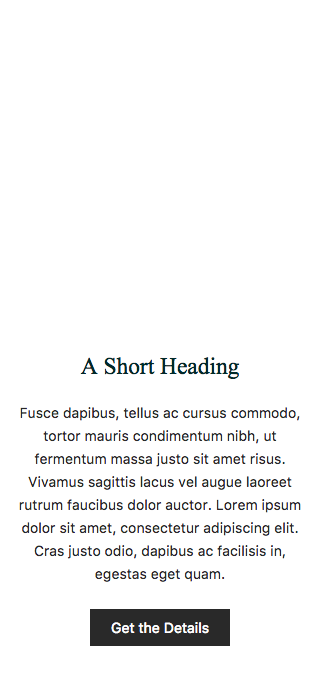 A Short Heading
Fusce dapibus, tellus ac cursus commodo,
tortor mauris condimentum nibh, ut
fermentum massa justo sit amet risus.
Vivamus sagittis lacus vel augue laoreet
rutrum faucibus dolor auctor. Lorem ipsum
dolor sit amet, consectetur adipiscing elit.
Cras justo odio, dapibus ac facilisis in,
egestas eget quam.
Get the Details